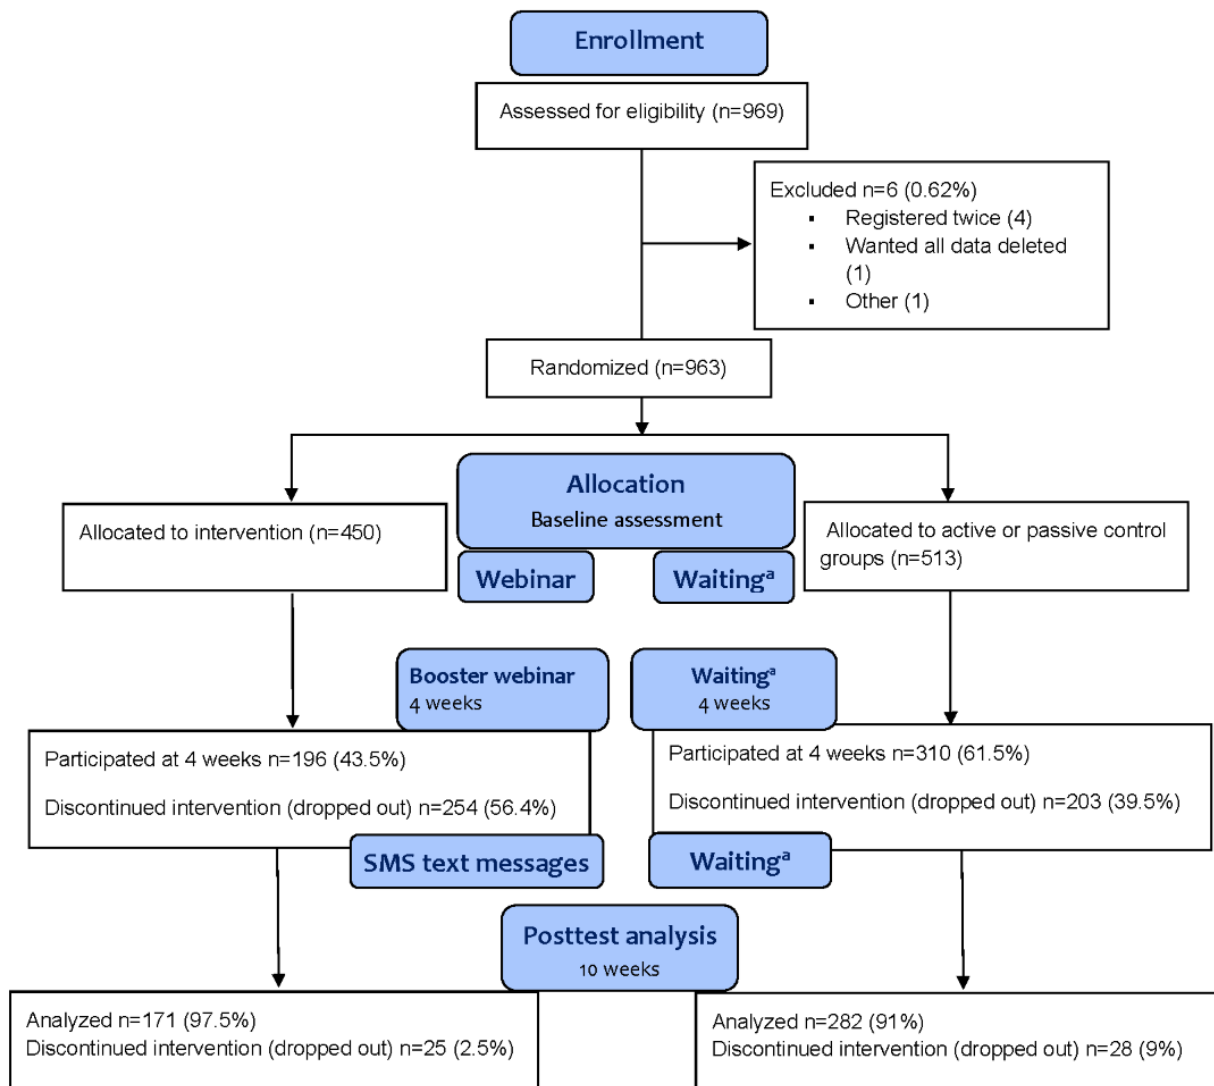 Enrollment
Assessed for eligibility (n=969)
Excluded n=6 (0.62%)
▪ Registered twice (4)
▪ Wanted all data deleted
(1)
▪ Other (1)
Randomized (n=963)
Allocation
Baseline assessment
Allocated to intervention (n=450)
Allocated to active or passive control
groups (n=513)
Webinar
Waitingᵃ
Booster webinar
4 weeks
Waitingᵃ
4 weeks
Participated at 4 weeks n=196 (43.5%)
Discontinued intervention (dropped out) n=254 (56.4%)
Participated at 4 weeks n=310 (61.5%)
Discontinued intervention (dropped out) n=203 (39.5%)
SMS text messages
Waitingᵃ
Posttest analysis
10 weeks
Analyzed n=171 (97.5%)
Discontinued intervention (dropped out) n=25 (2.5%)
Analyzed n=282 (91%)
Discontinued intervention (dropped out) n=28 (9%)